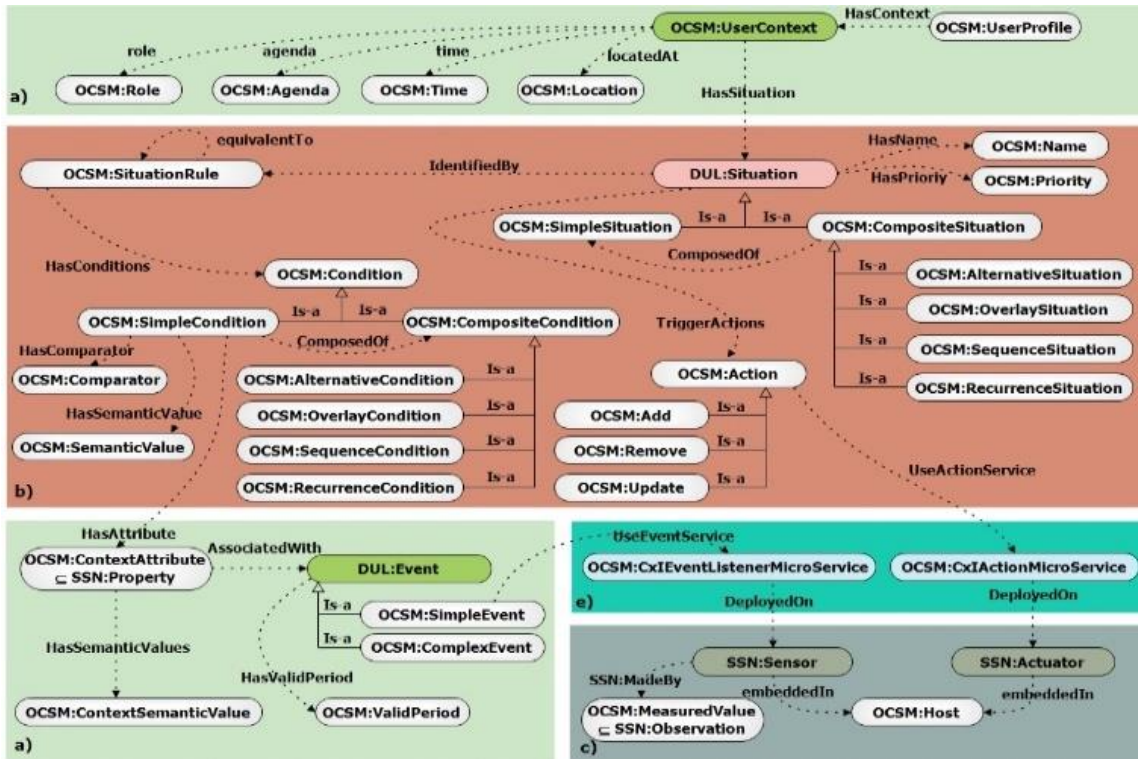 OCSM:UserContext
HasContext
OCSM:UserProfile
role
agenda
time
locatedAt
OCSM:Role
OCSM:Agenda
OCSM:Time
OCSM:Location
HasSituation
a)
equivalentTo
OCSM:SituationRule
IdentifiedBy
DUL:Situation
HasName
OCSM:Name
HasPrioriy
OCSM:Priority
OCSM:SimpleSituation
Is-a
Is-a
OCSM:CompositeSituation
ComposedOf
HasConditions
OCSM:Condition
Is-a
OCSM:AlternativeSituation
Is-a
OCSM:OverlaySituation
Is-a
OCSM:SequenceSituation
Is-a
OCSM:RecurrenceSituation
OCSM:SimpleCondition
Is-a
Is-a
OCSM:CompositeCondition
ComposedOf
TriggerActions
HasComparator
OCSM:Comparator
OCSM:AlternativeCondition
Is-a
OCSM:Action
HasSemanticValue
OCSM:OverlayCondition
Is-a
OCSM:Add
Is-a
OCSM:SemanticValue
OCSM:SequenceCondition
Is-a
OCSM:Remove
Is-a
OCSM:RecurrenceCondition
Is-a
OCSM:Update
Is-a
UseActionService
b)
HasAttribute
OCSM:ContextAttribute
⊆ SSN:Property
AssociatedWith
DUL:Event
UseEventService
OCSM:CxIEventListenerMicroService
OCSM:CxIActionMicroService
Is-a
OCSM:SimpleEvent
Is-a
OCSM:ComplexEvent
DeployedOn
DeployedOn
e)
HasSemanticValues
HasValidPeriod
OCSM:ContextSemanticValue
OCSM:ValidPeriod
a)
SSN:Sensor
SSN:Actuator
SSN:MadeBy
embeddedIn
embeddedIn
OCSM:MeasuredValue
⊆ SSN:Observation
OCSM:Host
c)